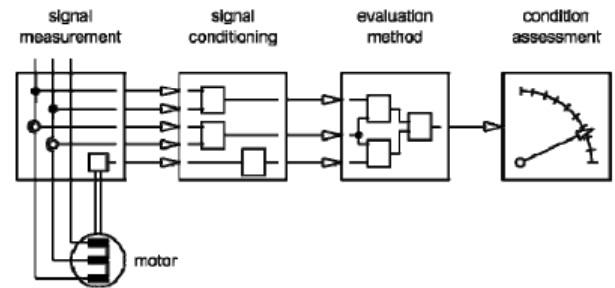 signal
measurement
signal
conditioning
evaluation
method
condition
assessment
motor